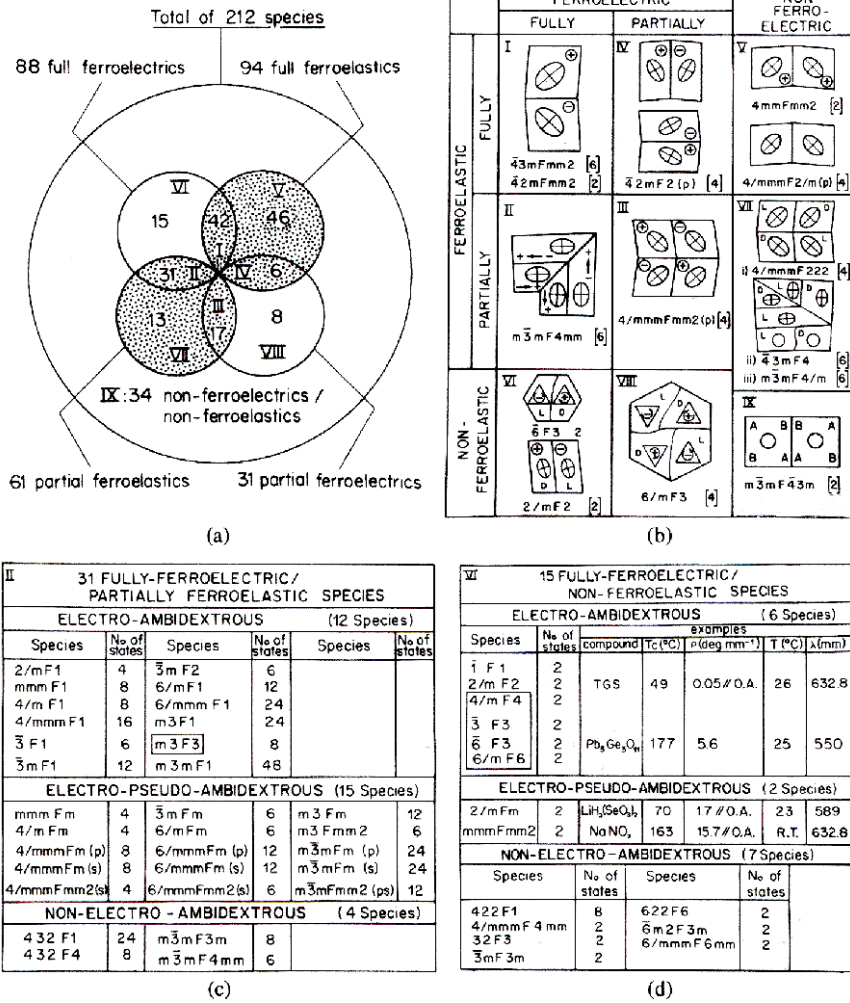 Total of 212 species
88 full ferroelectrics
94 full ferroelastics
VI
V
15
42
46
I
31
II
IV
6
III
13
17
8
VII
VIII
IX:34 non-ferroelectrics /
non-ferroelastics
61 partial ferroelastics
31 partial ferroelectrics
(a)
FERROELECTRIC
NON
FERRO-
ELECTRIC
FULLY
PARTIALLY
FERROELASTIC
FULLY
PARTIALLY
NON-
FERROELASTIC
I
4̄3mFmm2 [6]
4̄2mFmm2 [2]
IV
4̄2mF2(p) [4]
V
4mmFmm2 [2]
4/mmmF2/m(p) [4]
II
m3̄mF4mm [6]
III
4/mmmFmm2(p) [4]
VII
L D
D L
i) 4/mmmF222 [4]
ii) 4̄3mF4 [6]
iii) m3̄mF4/m [6]
VI
L D
6̄F3 2
D L
2/mF2 [2]
VIII
L D
D L
6/mF3 [4]
IX
A B B A
B A A B
m3̄mF4̄3m [2]
(b)
II 31 FULLY-FERROELECTRIC/
PARTIALLY FERROELASTIC SPECIES
ELECTRO-AMBIDEXTROUS (12 Species)
Species No of states Species No of states Species No of states
2/mF1 4 3̄mF2 6
mmmF1 8 6/mF1 12
4/mF1 8 6/mmmF1 24
4/mmmF1 16 m3F1 24
3̄F1 6 m3F3 8
3̄mF1 12 m3mF1 48
ELECTRO-PSEUDO-AMBIDEXTROUS (15 Species)
mmmFm 4 3̄mFm 6 m3Fm 12
4/mFm 4 6/mFm 6 m3Fmm2 6
4/mmmFm(p) 8 6/mmmFm(p) 12 m3̄mFm(p) 24
4/mmmFm(s) 8 6/mmmFm(s) 12 m3̄mFm(s) 24
4/mmmFmm2(s) 4 6/mmmFmm2(s) 6 m3̄mFmm2(ps) 12
NON-ELECTRO-AMBIDEXTROUS (4 Species)
432F1 24 m3̄mF3m 8
432F4 8 m3̄mF4mm 6
(c)
VI 15 FULLY-FERROELECTRIC/
NON-FERROELASTIC SPECIES
ELECTRO-AMBIDEXTROUS (6 Species)
Species No of states examples
compound Tc(°C) ρ(deg mm⁻¹) T(°C) λ(mm)
1̄F1 2
2/mF2 2 TGS 49 0.05//O.A. 26 632.8
4/mF4 2
3̄F3 2
6̄F3 2 Pb₅Ge₃O₁₁ 177 5.6 25 550
6/mF6 2
ELECTRO-PSEUDO-AMBIDEXTROUS (2 Species)
2/mFm 2 LiH₃(SeO₃)₂ 70 1.7//O.A. 23 589
mmmFmm2 2 NaNO₂ 163 15.7//O.A. R.T. 632.8
NON-ELECTRO-AMBIDEXTROUS (7 Species)
Species No of states Species No of states
422F1 8 622F6 2
4/mmmF4mm 2 6̄m2F3m 2
32F3 2 6/mmmF6mm 2
3̄mF3m 2
(d)